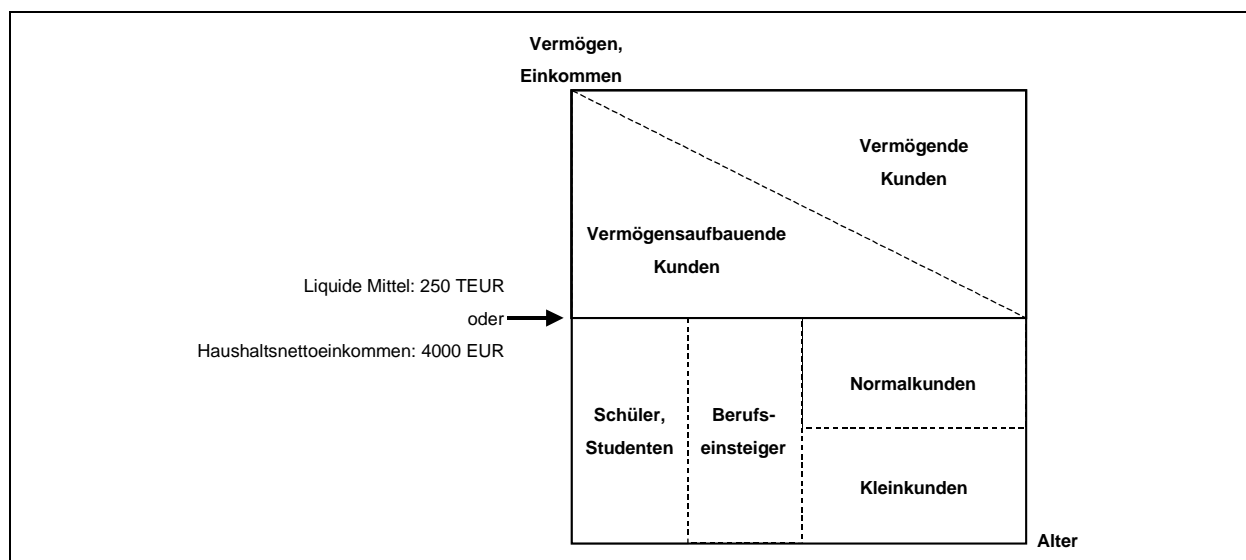 Vermögen,
Einkommen
Vermögende
Kunden
Vermögensaufbauende
Kunden
Liquide Mittel: 250 TEUR
oder
Haushaltsnettoeinkommen: 4000 EUR
Normalkunden
Schüler,
Studenten
Berufs-
einsteiger
Kleinkunden
Alter